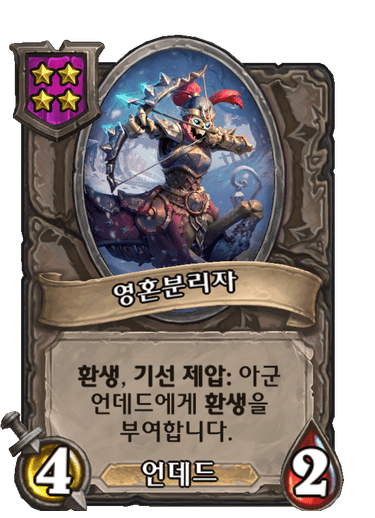 영혼분리자
환생, 기선 제압: 아군
언데드에게 환생을
부여합니다.
4
언데드
2